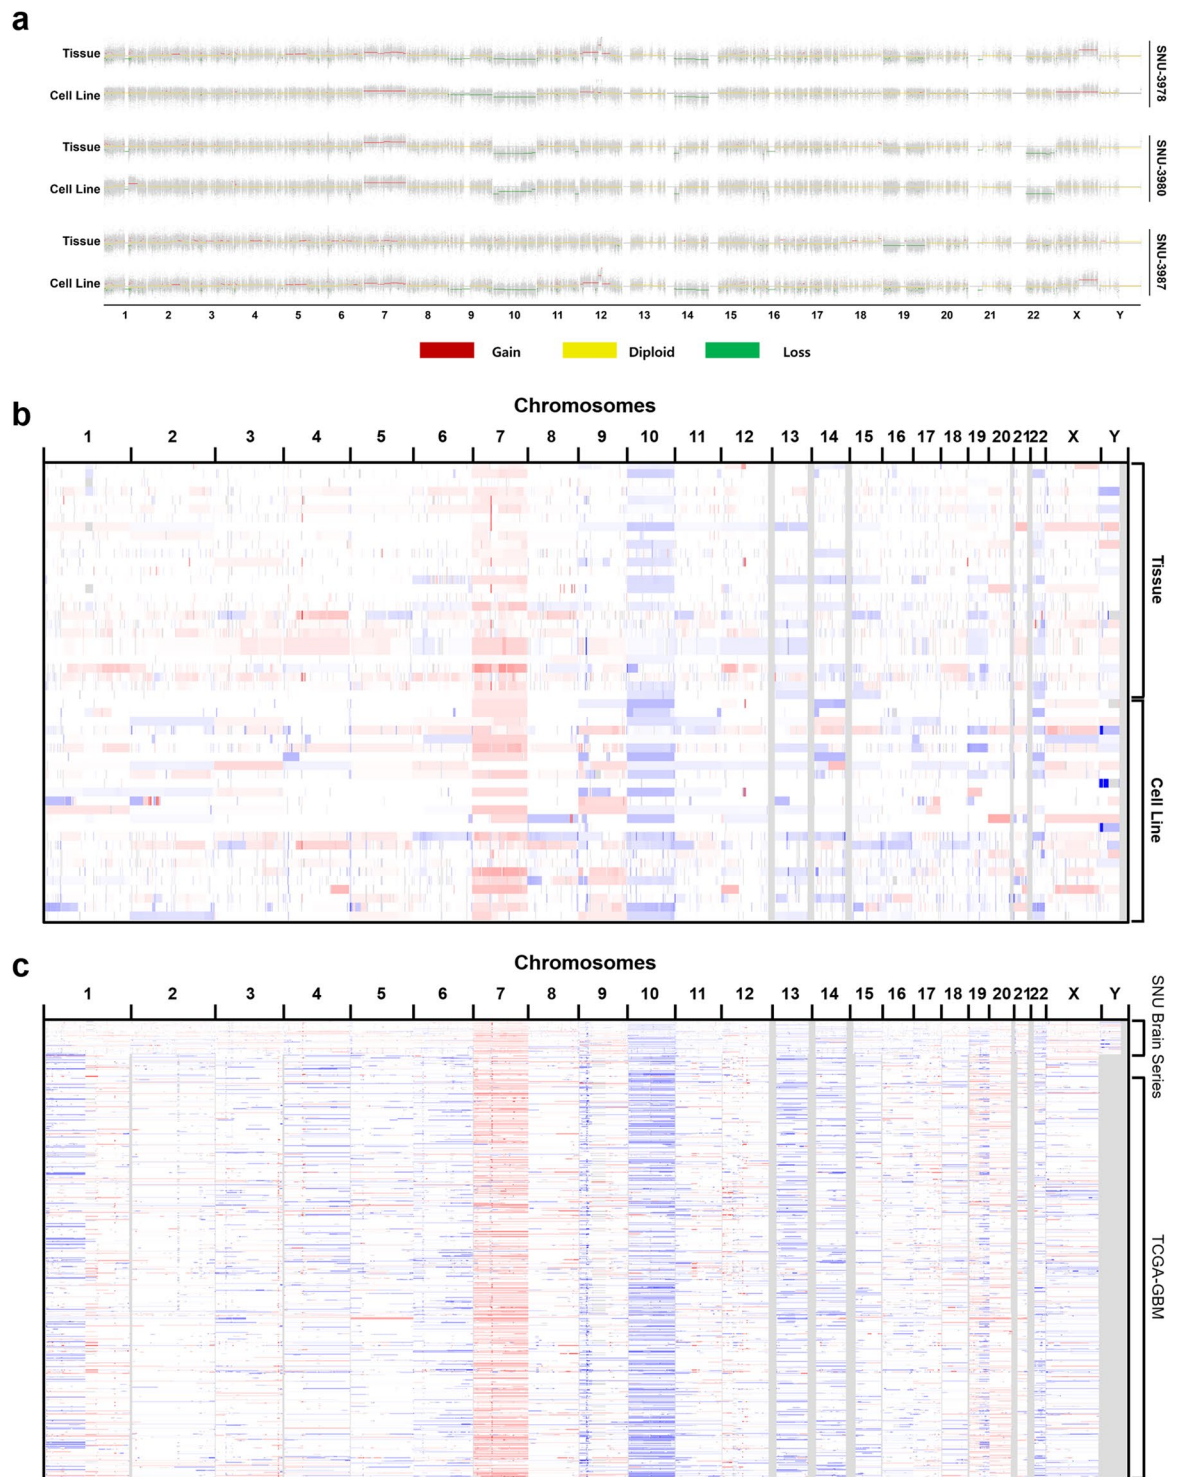 a
Tissue
Cell Line
SNU-3978
Tissue
Cell Line
SNU-3980
Tissue
Cell Line
SNU-3987
1 2 3 4 5 6 7 8 9 10 11 12 13 14 15 16 17 18 19 20 21 22 X Y
Gain Diploid Loss
b
Chromosomes
1 2 3 4 5 6 7 8 9 10 11 12 13 14 15 16 17 18 19 20 21 22 X Y
Tissue
Cell Line
c
Chromosomes
1 2 3 4 5 6 7 8 9 10 11 12 13 14 15 16 17 18 19 20 21 22 X Y
SNU Brain Series
TCGA-GBM